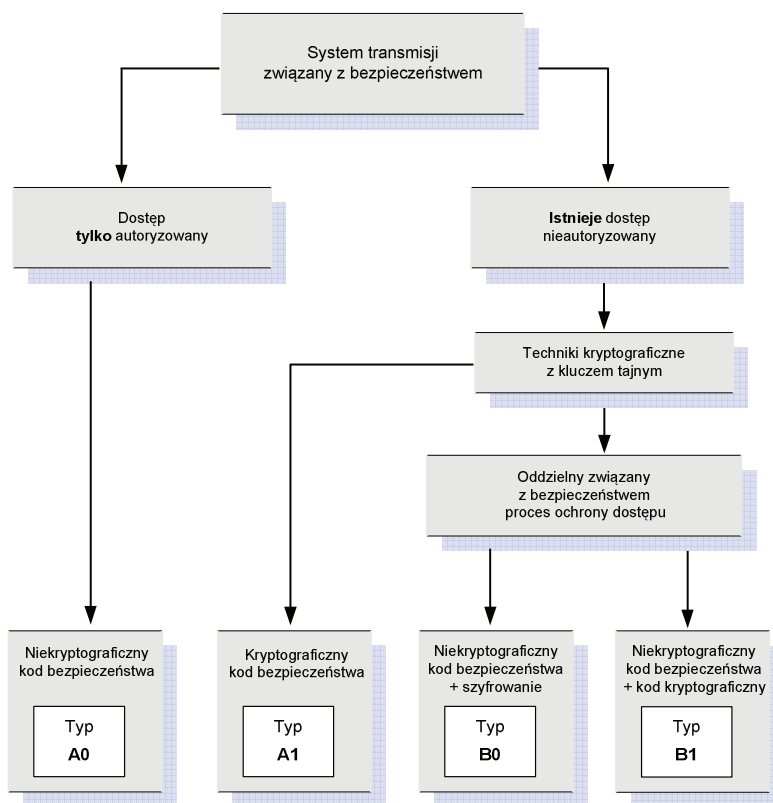 System transmisji
związany z bezpieczeństwem
Dostęp
tylko autoryzowany
Istnieje dostęp
nieautoryzowany
Techniki kryptograficzne
z kluczem tajnym
Oddzielny związany
z bezpieczeństwem
proces ochrony dostępu
Niekryptograficzny
kod bezpieczeństwa
Typ
A0
Kryptograficzny
kod bezpieczeństwa
Typ
A1
Niekryptograficzny
kod bezpieczeństwa
+ szyfrowanie
Typ
B0
Niekryptograficzny
kod bezpieczeństwa
+ kod kryptograficzny
Typ
B1